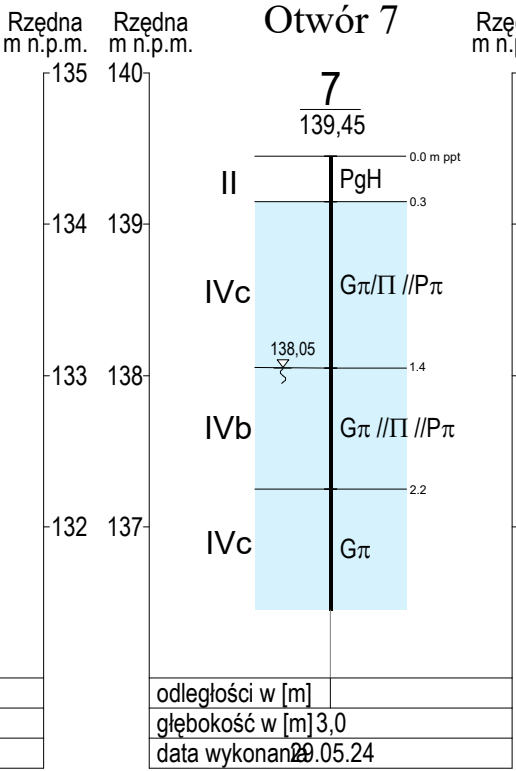 Otwór 7
Rzędna
m n.p.m.
Rzędna
m n.p.m.
135
140
7
139,45
0.0 m ppt
II
PgH
0.3
134
139
IVc
Gπ/Π //Pπ
138,05
1.4
133
138
IVb
Gπ //Π //Pπ
2.2
132
137
IVc
Gπ
odległości w [m]
głębokość w [m] 3,0
data wykonania 29.05.24